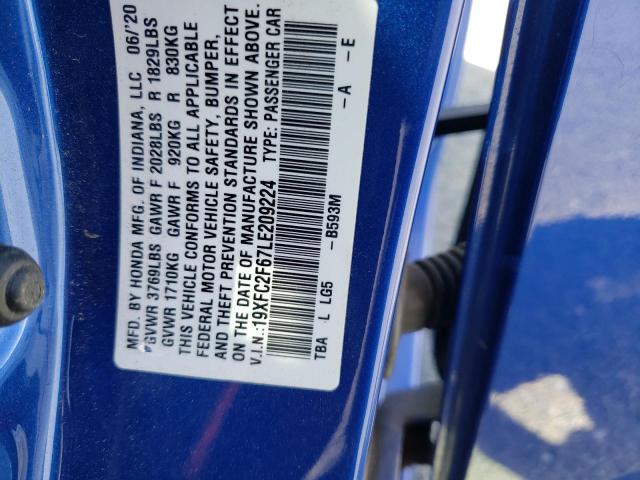 MFD. BY HONDA MFG. OF INDIANA, LLC 06/'20
GVWR 3769LBS GAWR F 2028LBS R 1829LBS
GVWR 1710KG GAWR F 920KG R 830KG
THIS VEHICLE CONFORMS TO ALL APPLICABLE
FEDERAL MOTOR VEHICLE SAFETY, BUMPER,
AND THEFT PREVENTION STANDARDS IN EFFECT
ON THE DATE OF MANUFACTURE SHOWN ABOVE.
V.I.N.:19XFC2F67LE209224 TYPE: PASSENGER CAR
TBA L LG5 –B593M –A –E